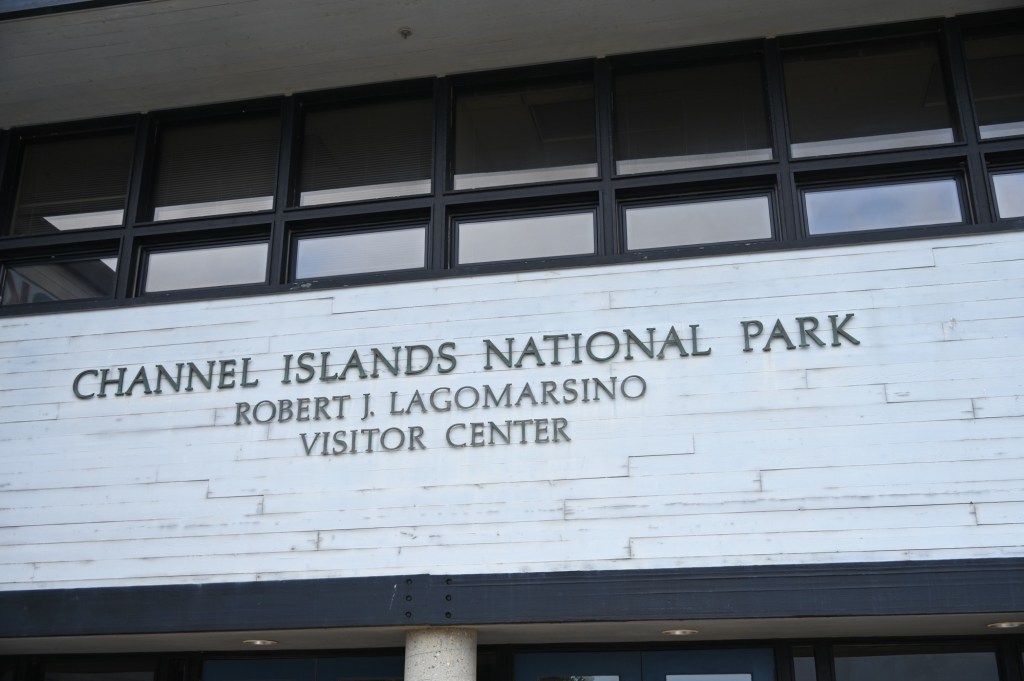 CHANNEL ISLANDS NATIONAL PARK
ROBERT J. LAGOMARSINO
VISITOR CENTER